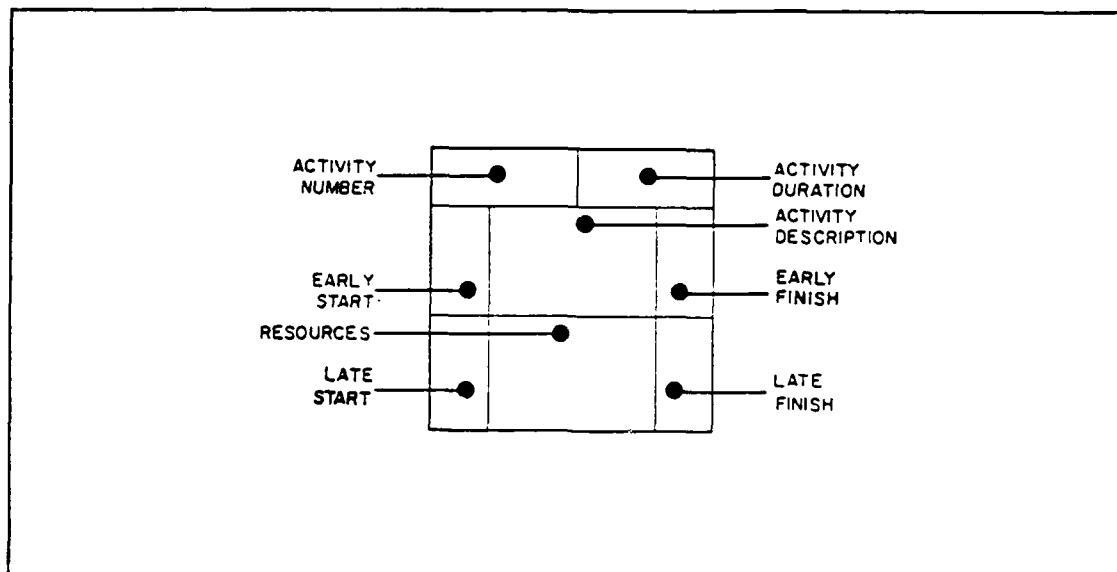 ACTIVITY
NUMBER
ACTIVITY
DURATION
ACTIVITY
DESCRIPTION
EARLY
START
EARLY
FINISH
RESOURCES
LATE
START
LATE
FINISH